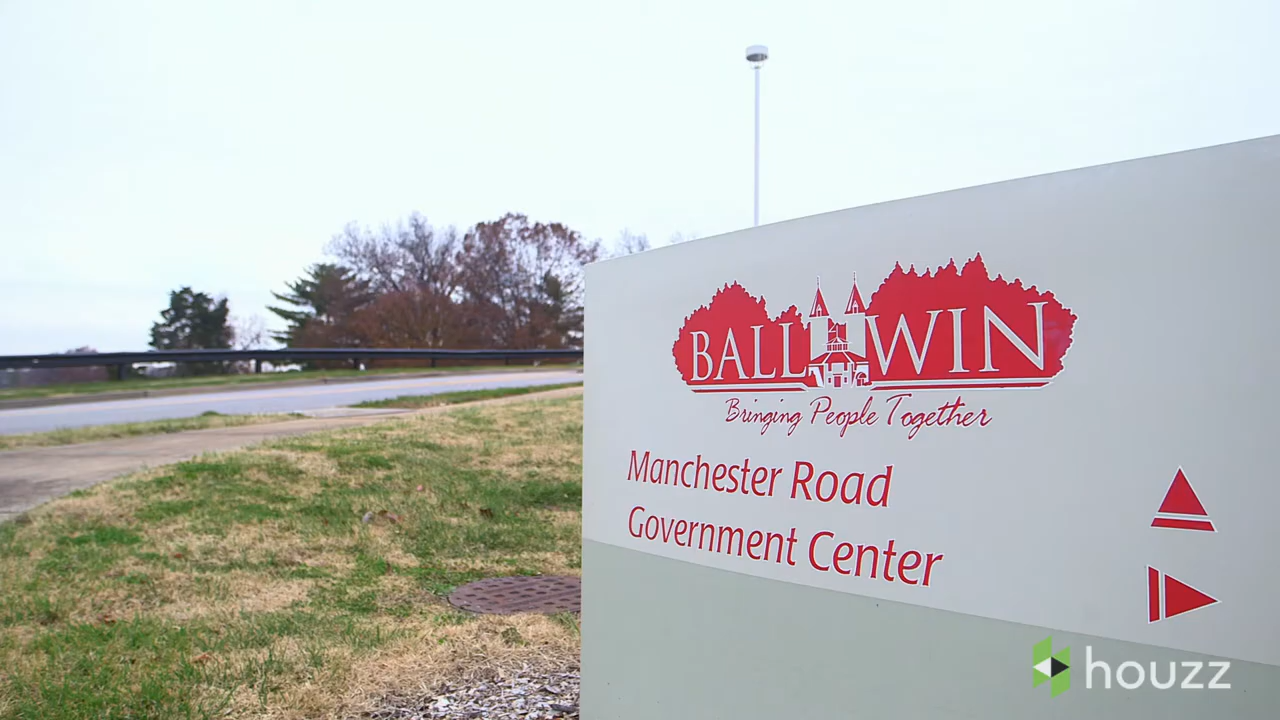 BALLWIN
Bringing People Together
Manchester Road
Government Center
houzz